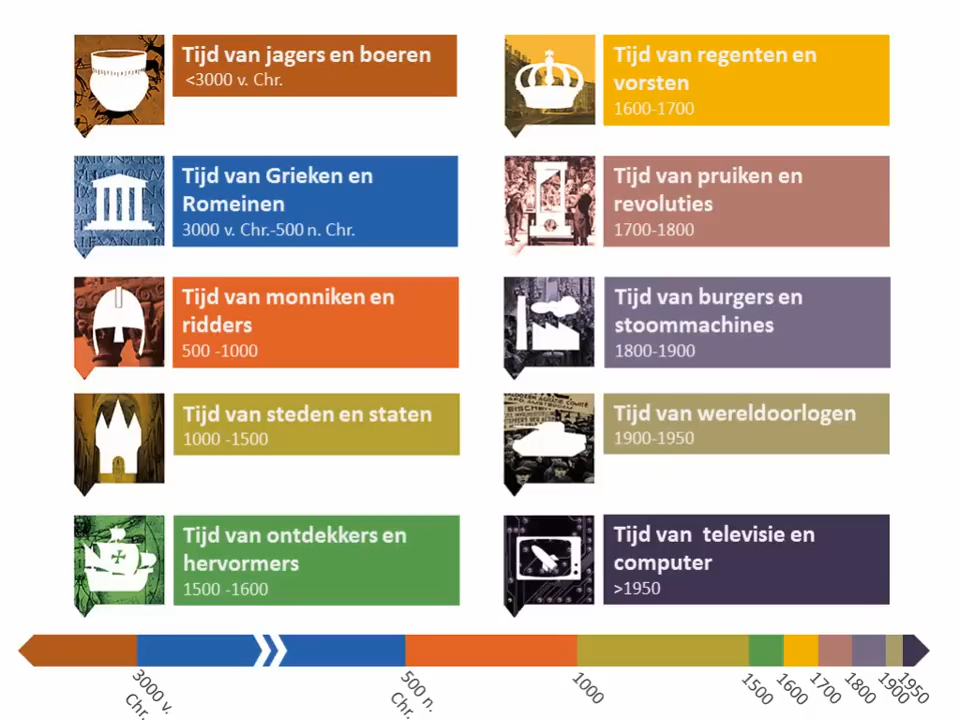 Tijd van jagers en boeren
<3000 v. Chr.
Tijd van Grieken en
Romeinen
3000 v. Chr.-500 n. Chr.
Tijd van monniken en
ridders
500 -1000
Tijd van steden en staten
1000 -1500
Tijd van ontdekkers en
hervormers
1500 -1600
Tijd van regenten en
vorsten
1600-1700
Tijd van pruiken en
revoluties
1700-1800
Tijd van burgers en
stoommachines
1800-1900
Tijd van wereldoorlogen
1900-1950
Tijd van  televisie en
computer
>1950
3000 v.
Chr.
500 n.
Chr.
1000
1500
1600
1700
1800
1900
1950